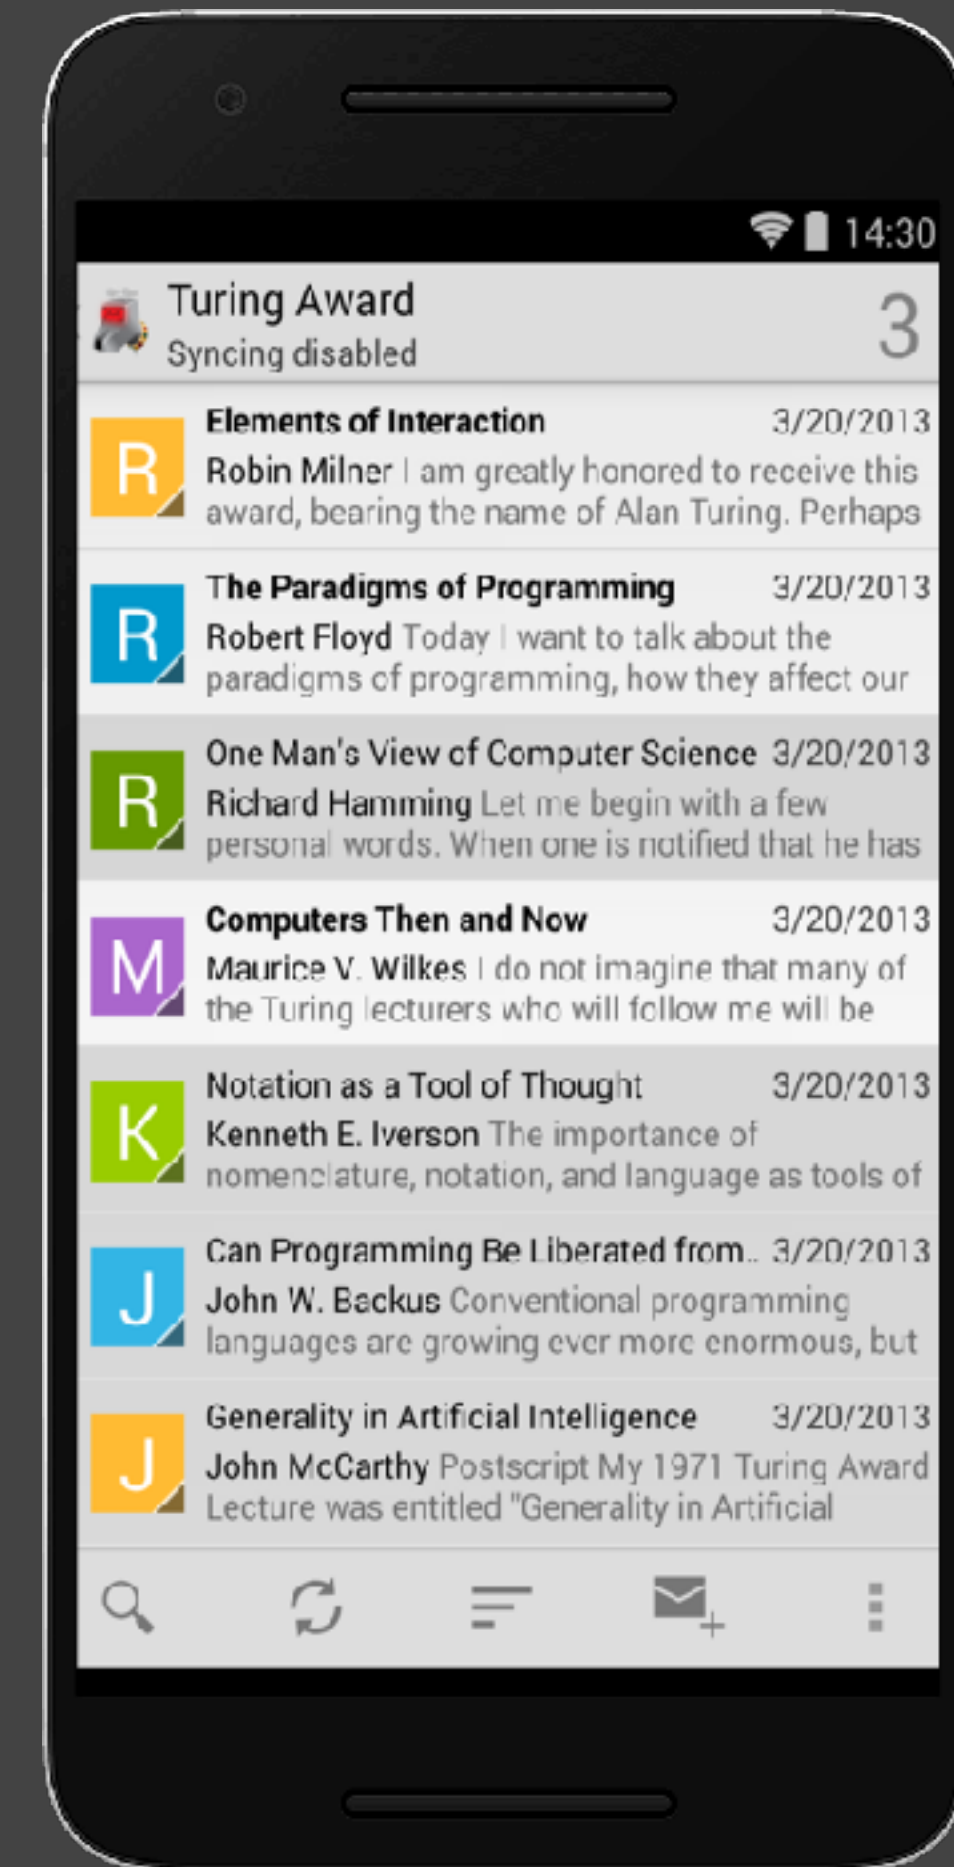 14:30
Turing Award
3
Syncing disabled
R
Elements of Interaction 3/20/2013
Robin Milner I am greatly honored to receive this
award, bearing the name of Alan Turing. Perhaps
R
The Paradigms of Programming 3/20/2013
Robert Floyd Today I want to talk about the
paradigms of programming, how they affect our
R
One Man's View of Computer Science 3/20/2013
Richard Hamming Let me begin with a few
personal words. When one is notified that he has
M
Computers Then and Now 3/20/2013
Maurice V. Wilkes I do not imagine that many of
the Turing lecturers who will follow me will be
K
Notation as a Tool of Thought 3/20/2013
Kenneth E. Iverson The importance of
nomenclature, notation, and language as tools of
J
Can Programming Be Liberated from.. 3/20/2013
John W. Backus Conventional programming
languages are growing ever more enormous, but
J
Generality in Artificial Intelligence 3/20/2013
John McCarthy Postscript My 1971 Turing Award
Lecture was entitled "Generality in Artificial